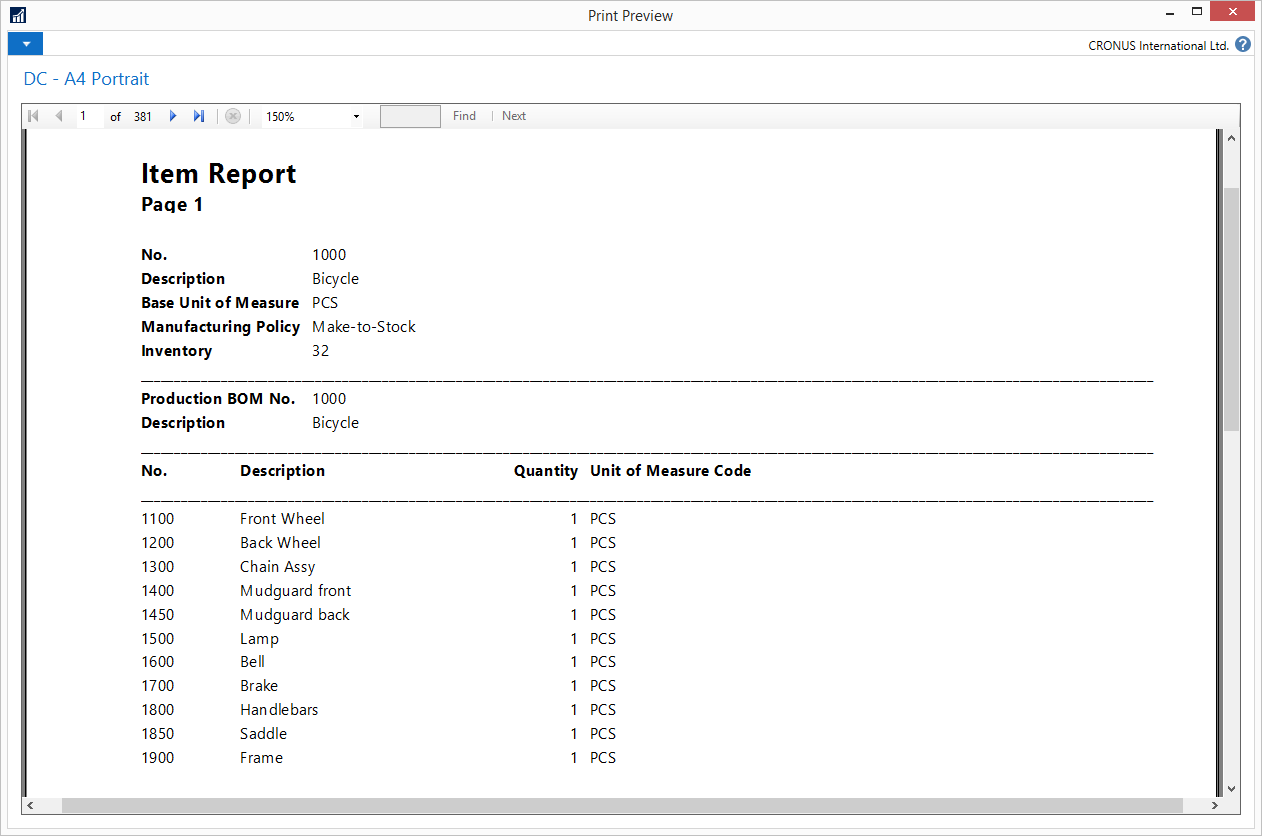 Print Preview
CRONUS International Ltd. ?
DC - A4 Portrait
1 of 381 150% Find Next
Item Report
Page 1
No. 1000
Description Bicycle
Base Unit of Measure PCS
Manufacturing Policy Make-to-Stock
Inventory 32
Production BOM No. 1000
Description Bicycle
No. Description Quantity Unit of Measure Code
1100 Front Wheel 1 PCS
1200 Back Wheel 1 PCS
1300 Chain Assy 1 PCS
1400 Mudguard front 1 PCS
1450 Mudguard back 1 PCS
1500 Lamp 1 PCS
1600 Bell 1 PCS
1700 Brake 1 PCS
1800 Handlebars 1 PCS
1850 Saddle 1 PCS
1900 Frame 1 PCS